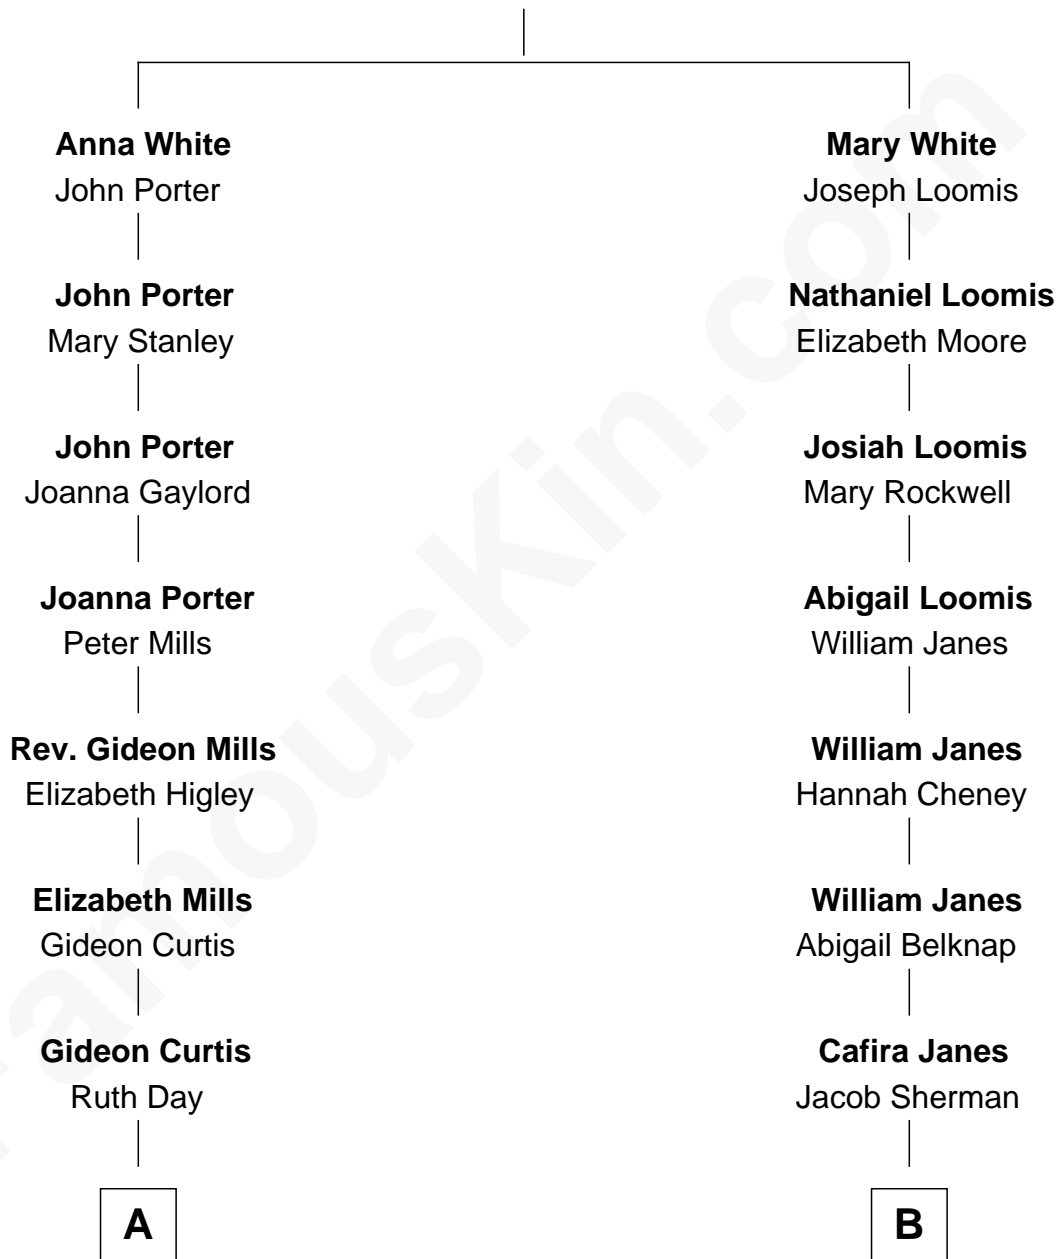 Anna White
John Porter
Mary White
Joseph Loomis
John Porter
Mary Stanley
Nathaniel Loomis
Elizabeth Moore
John Porter
Joanna Gaylord
Josiah Loomis
Mary Rockwell
Joanna Porter
Peter Mills
Abigail Loomis
William Janes
Rev. Gideon Mills
Elizabeth Higley
William Janes
Hannah Cheney
Elizabeth Mills
Gideon Curtis
William Janes
Abigail Belknap
Gideon Curtis
Ruth Day
Cafira Janes
Jacob Sherman
A
B
FamousKin.com